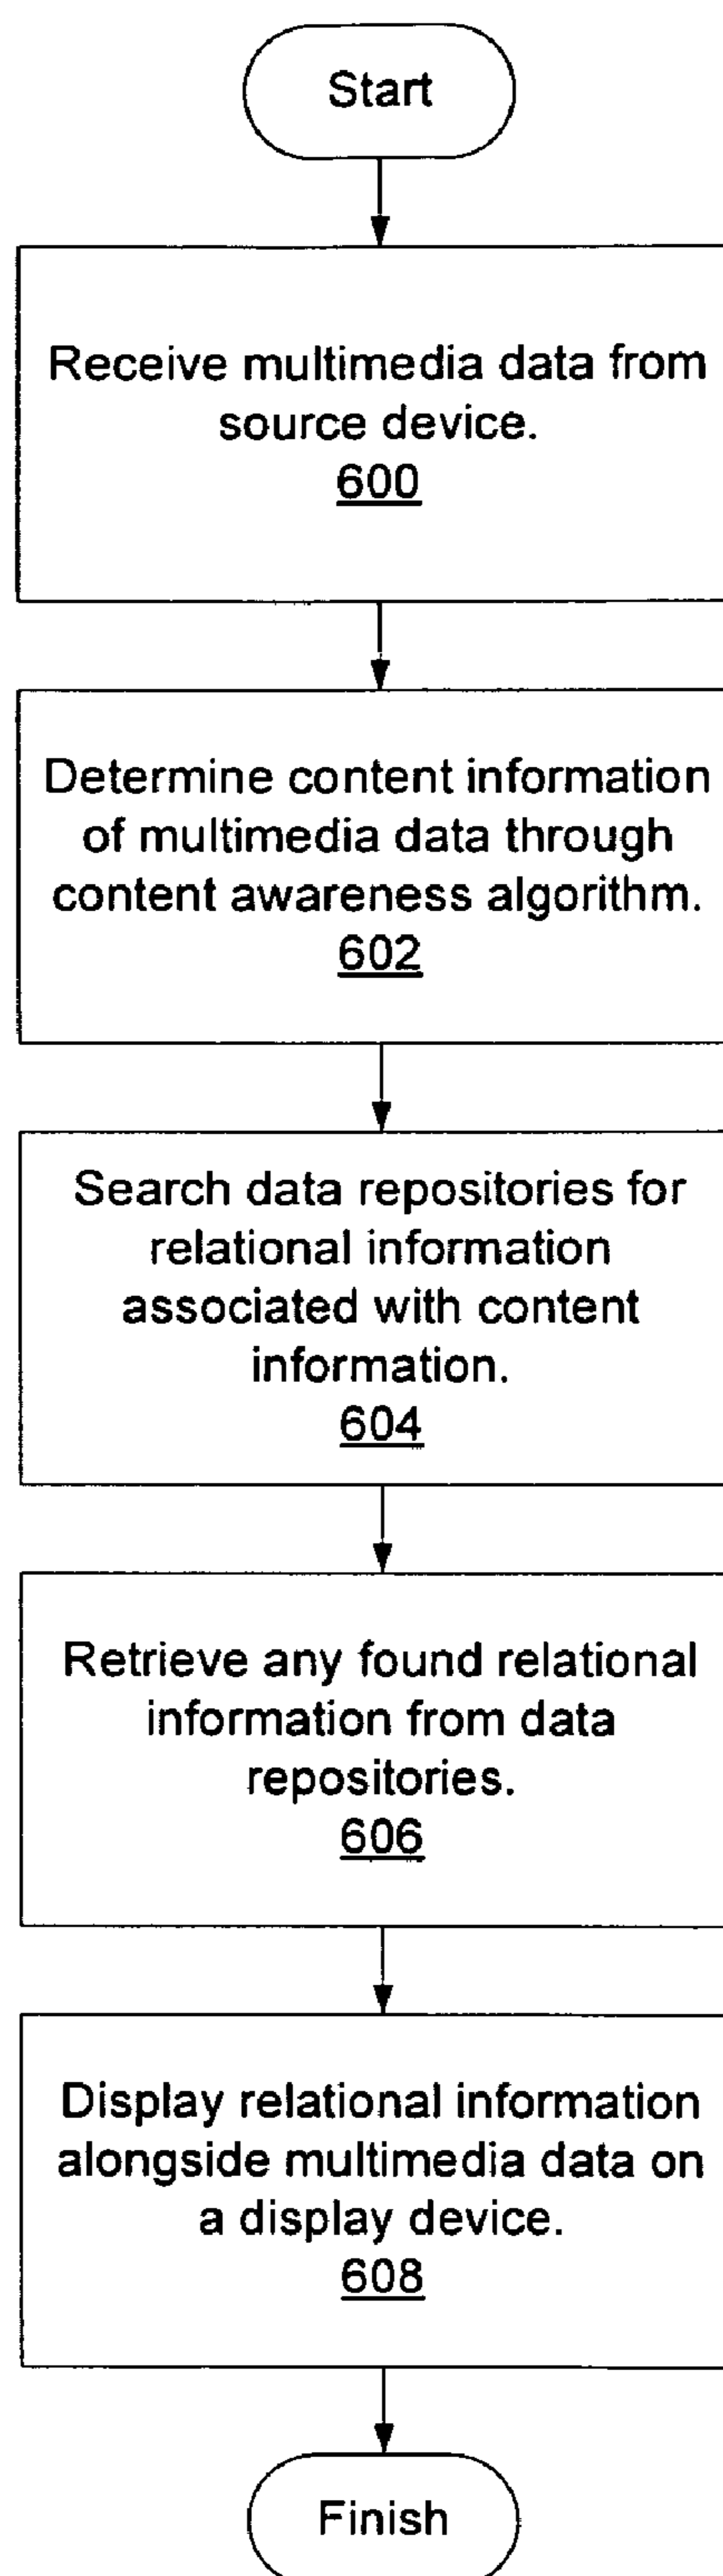 Start
Receive multimedia data from
source device.
600
Determine content information
of multimedia data through
content awareness algorithm.
602
Search data repositories for
relational information
associated with content
information.
604
Retrieve any found relational
information from data
repositories.
606
Display relational information
alongside multimedia data on
a display device.
608
Finish